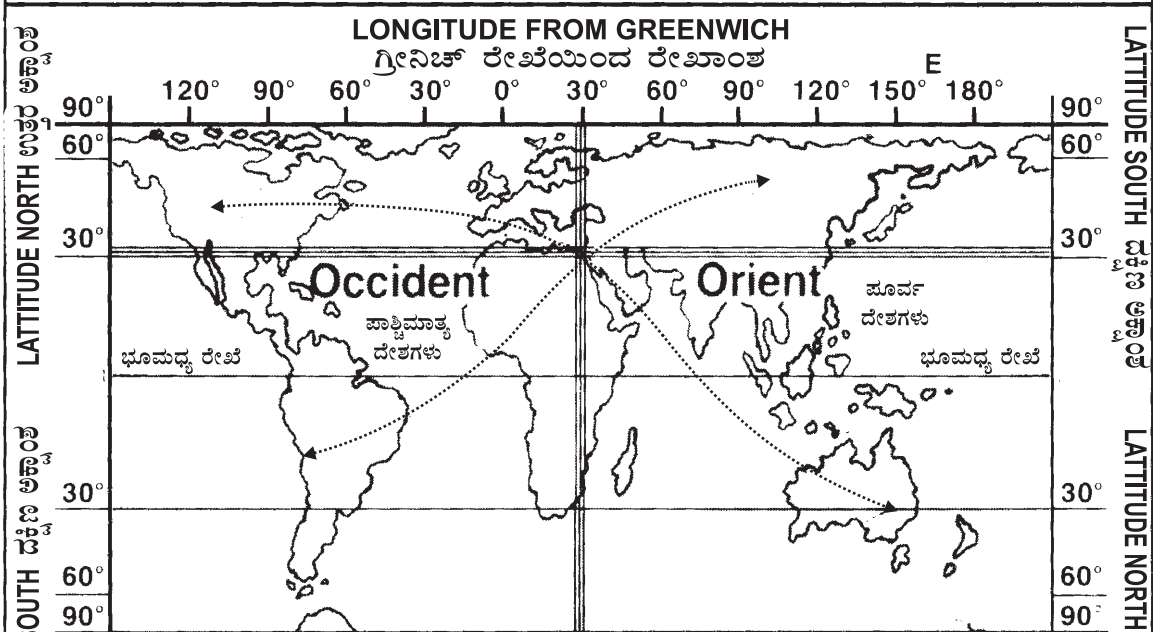 LONGITUDE FROM GREENWICH
ಗ್ರೀನಿಚ್ ರೇಖೆಯಿಂದ ರೇಖಾಂಶ
E
120° 90° 60° 30° 0° 30° 60° 90° 120° 150° 180°
90° 90°
60° 60°
30° 30°
Occident Orient
ಪಾಶ್ಚಿಮಾತ್ಯ
ದೇಶಗಳು
ಪೂರ್ವ
ದೇಶಗಳು
ಭೂಮಧ್ಯ ರೇಖೆ ಭೂಮಧ್ಯ ರೇಖೆ
30° 30°
60° 60°
90° 90°
LATTITUDE NORTH
OUTH
LATTITUDE SOUTH
LATTITUDE NORTH